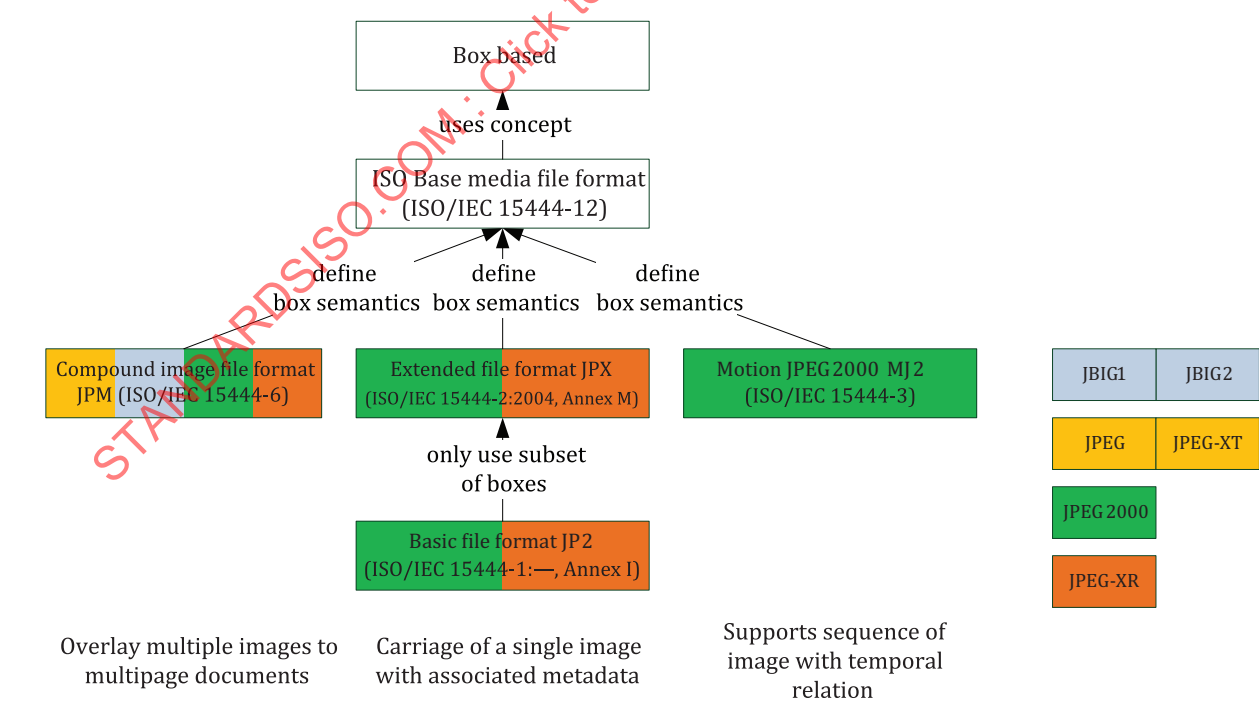 Box based
uses concept
ISO Base media file format
(ISO/IEC 15444-12)
define
box semantics
define
box semantics
define
box semantics
Compound image file format
JPM (ISO/IEC 15444-6)
Extended file format JPX
(ISO/IEC 15444-2:2004, Annex M)
Motion JPEG2000 MJ2
(ISO/IEC 15444-3)
JBIG1
JBIG2
JPEG
JPEG-XT
JPEG2000
JPEG-XR
only use subset
of boxes
Basic file format JP2
(ISO/IEC 15444-1:—, Annex I)
Overlay multiple images to
multipage documents
Carriage of a single image
with associated metadata
Supports sequence of
image with temporal
relation
STANDARDSISO.COM : Click to